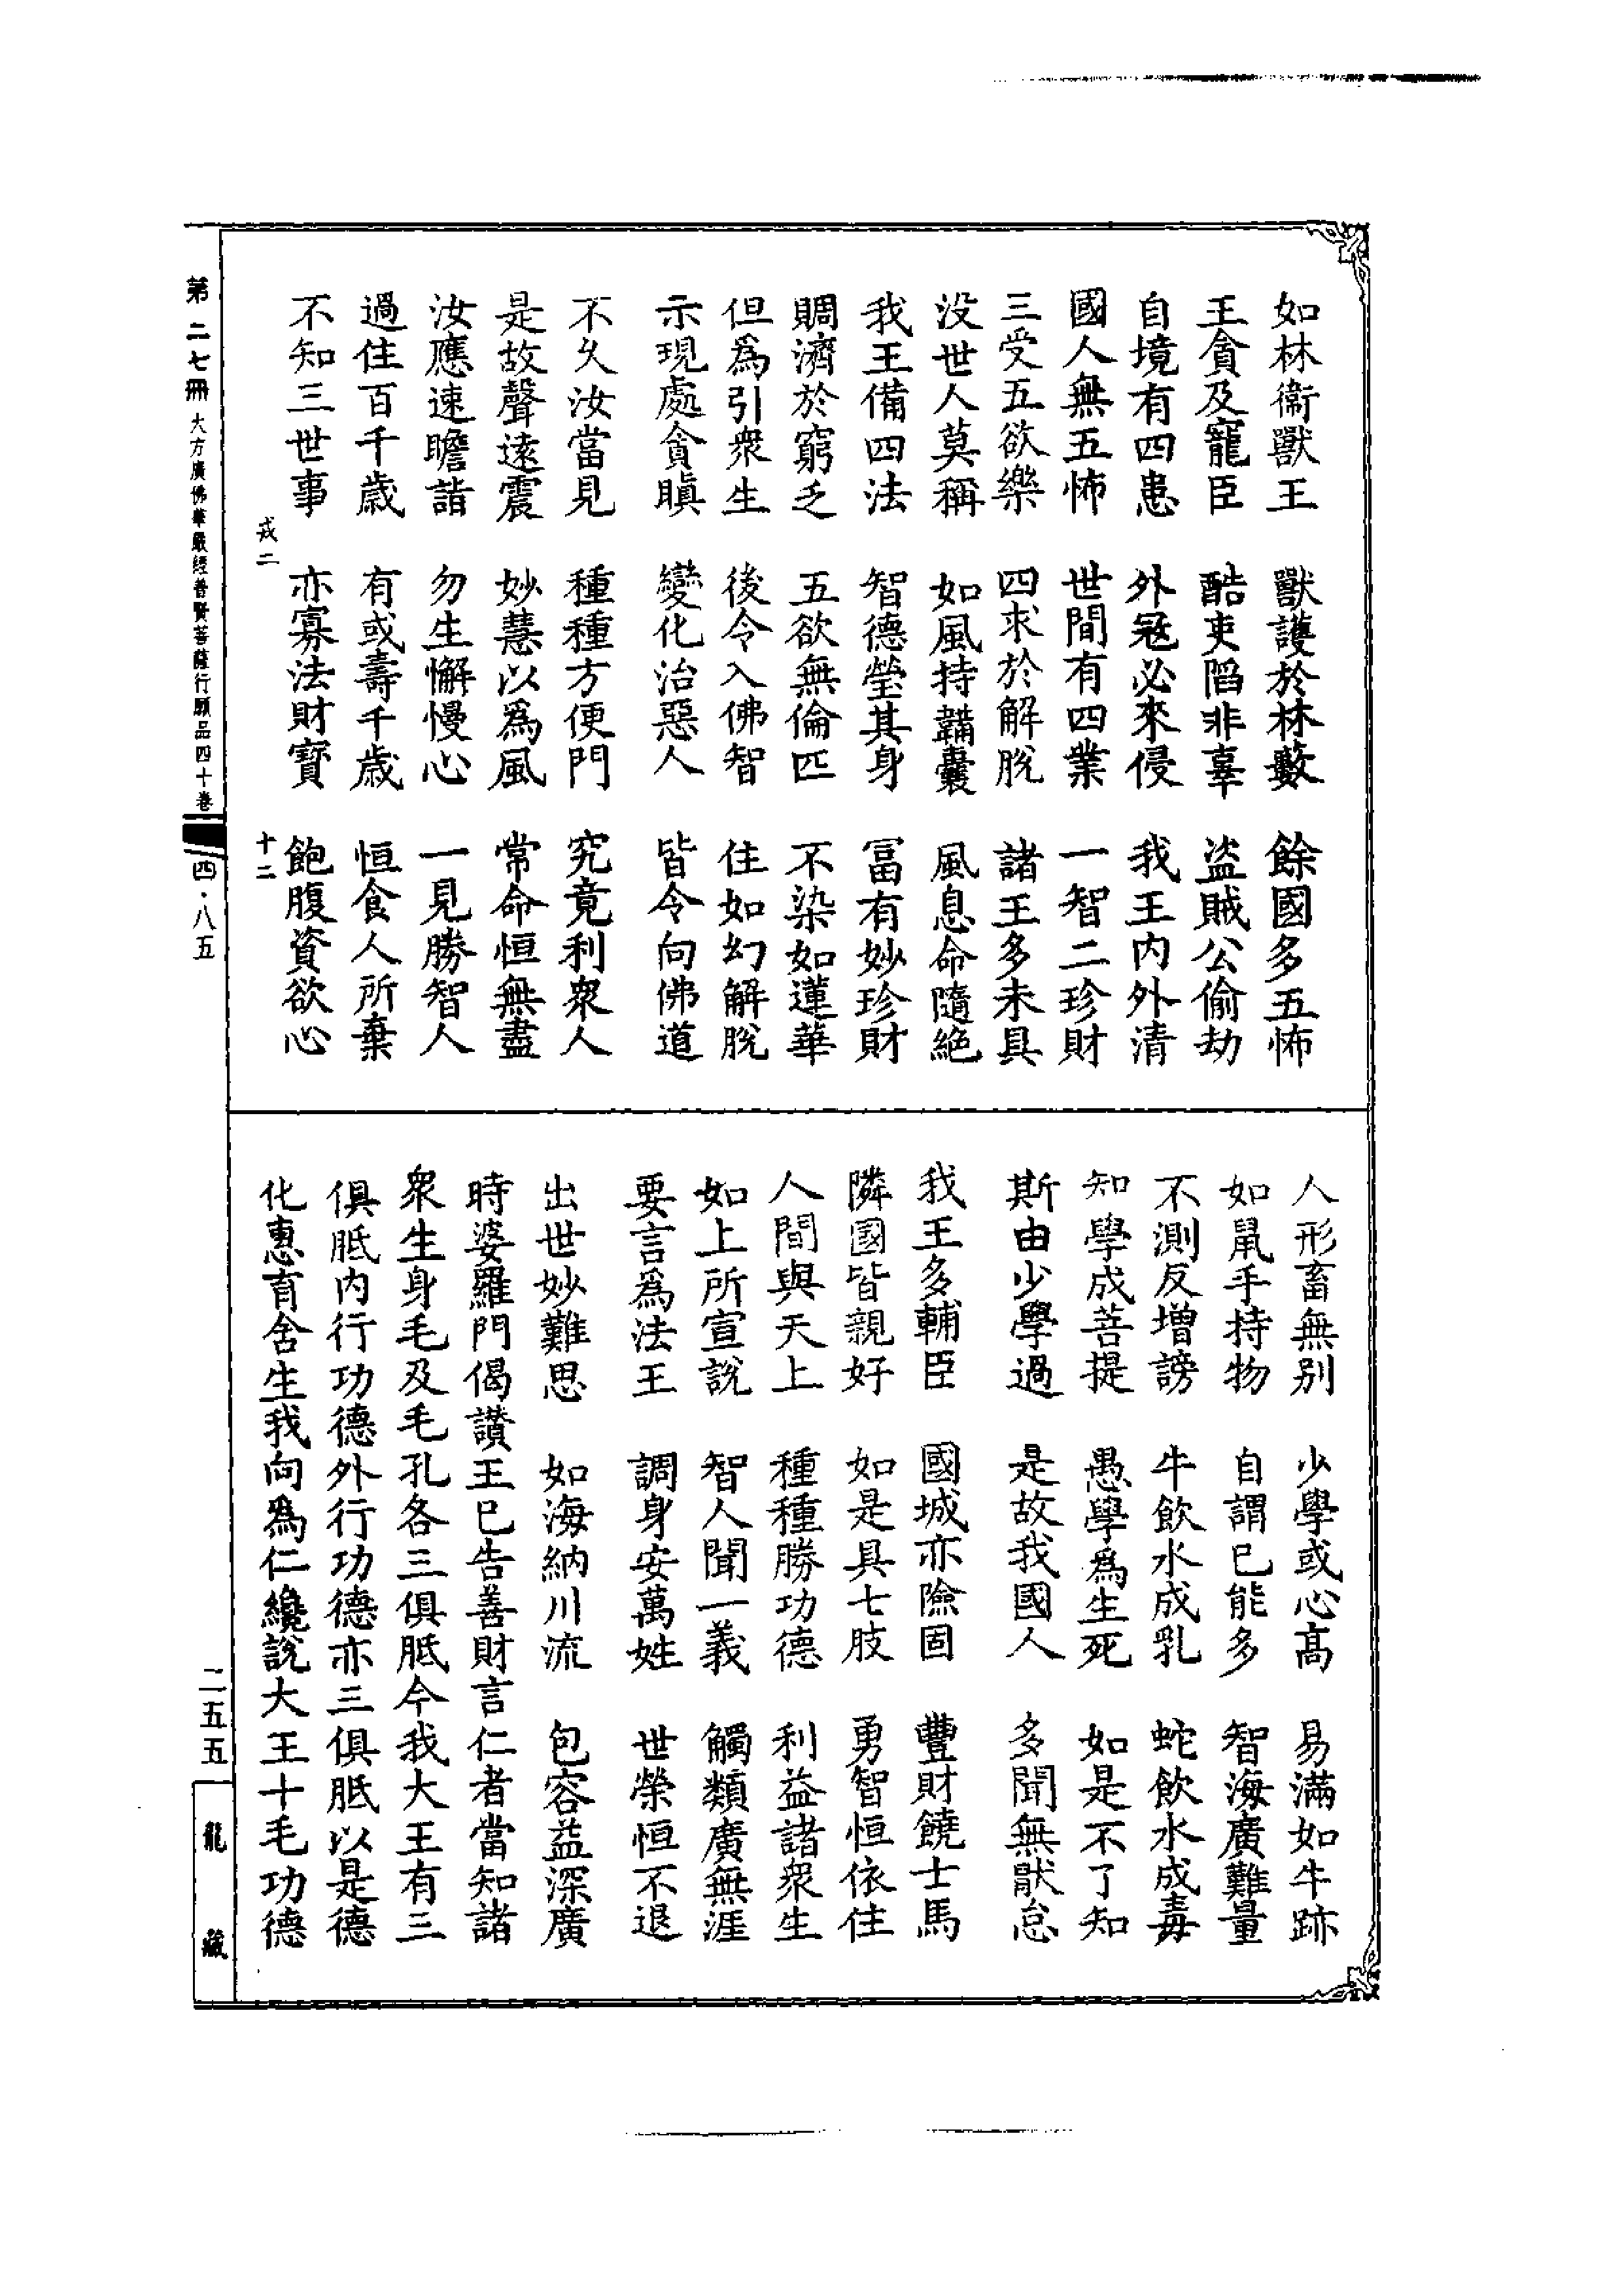 如林衞獸王　獸護於林藪　餘國多五怖
王貪及寵臣　酷吏陷非辜　盜賊公偷劫
自境有四患　外冦必來侵　我王内外清
國人無五怖　世間有四業　一智二珍財
三受五欲樂　四求於解脫　諸王多未具
没世人莫稱　如風持韛囊　風息命隨絕
我王備四法　智德瑩其身　冨有妙珍財
賙濟於窮乏　五欲無倫匹　不染如蓮華
但爲引衆生　後令入佛智　住如幻解脫
示現處貪瞋　變化治惡人　皆令向佛道
不久汝當見　種種方便門　究竟利衆人
是故聲遠震　妙慧以爲風　常命恒無盡
汝應速瞻詣　勿生懈慢心　一見勝智人
過住百千歲　有或壽千歲　恒食人所棄
不知三世事　亦寡法財寶　飽腹資欲心
戎二　十二
人形畜無别　少學或心高　易滿如牛跡
如鼠手持物　自謂已能多　智海廣難量
不測反增謗　牛飲水成乳　蛇飲水成毒
知學成菩提　愚學爲生死　如是不了知
斯由少學過　是故我國人　多聞無猒怠
我王多輔臣　國城亦險固　豐財饒士馬
隣國皆親好　如是具七肢　勇智恒依住
人間與天上　種種勝功德　利益諸衆生
如上所宣說　智人聞一義　觸類廣無涯
要言爲法王　調身安萬姓　世榮恒不退
出世妙難思　如海納川流　包容益深廣
時婆羅門偈讃王已告善財言仁者當知諸
衆生身毛及毛孔各三俱胝今我大王有三
俱胝内行功德外行功德亦三俱胝以是德
化惠育含生我向爲仁纔說大王十毛功德
第二七冊　大方廣佛華嚴經普賢菩薩行願品四十卷　四·八五
二五五　龍藏